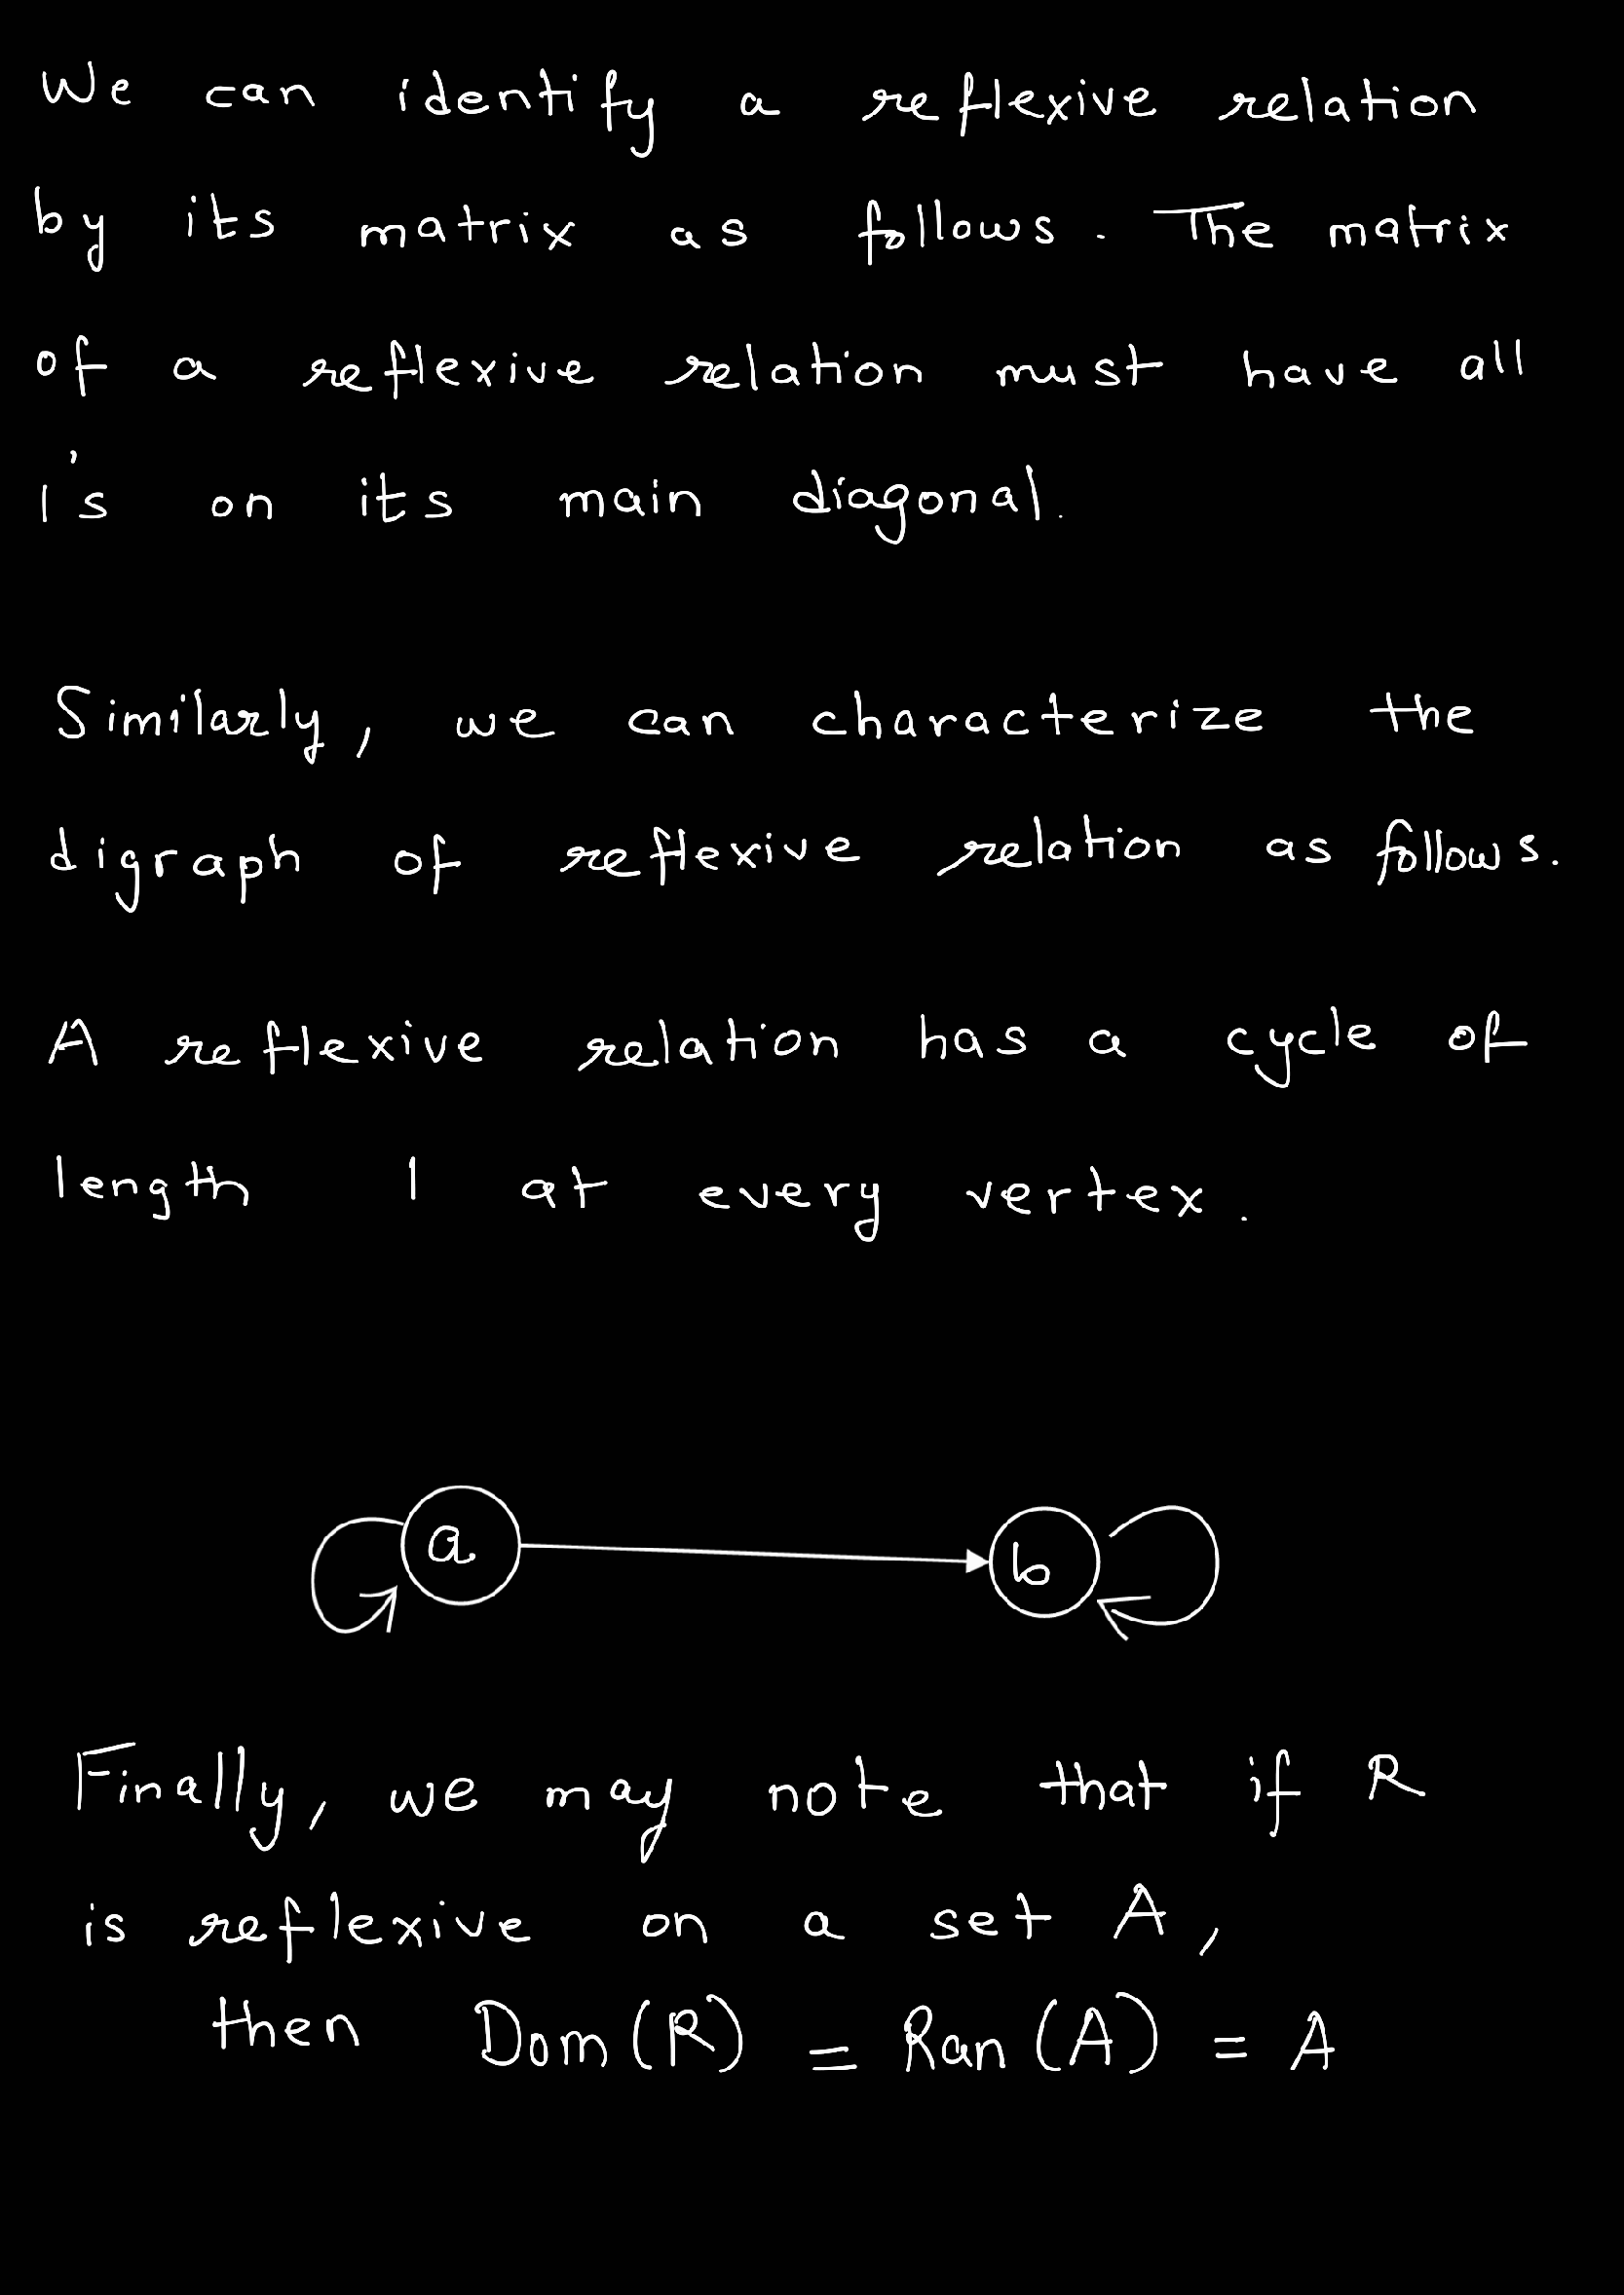 We can identify a reflexive relation
by its matrix as follows. The matrix
of a reflexive relation must have all
1's on its main diagonal.
Similarly, we can characterize the
digraph of reflexive relation as follows.
A reflexive relation has a cycle of
length 1 at every vertex.
a b
Finally, we may note that if R
is reflexive on a set A,
then Dom(R) = Ran(A) = A